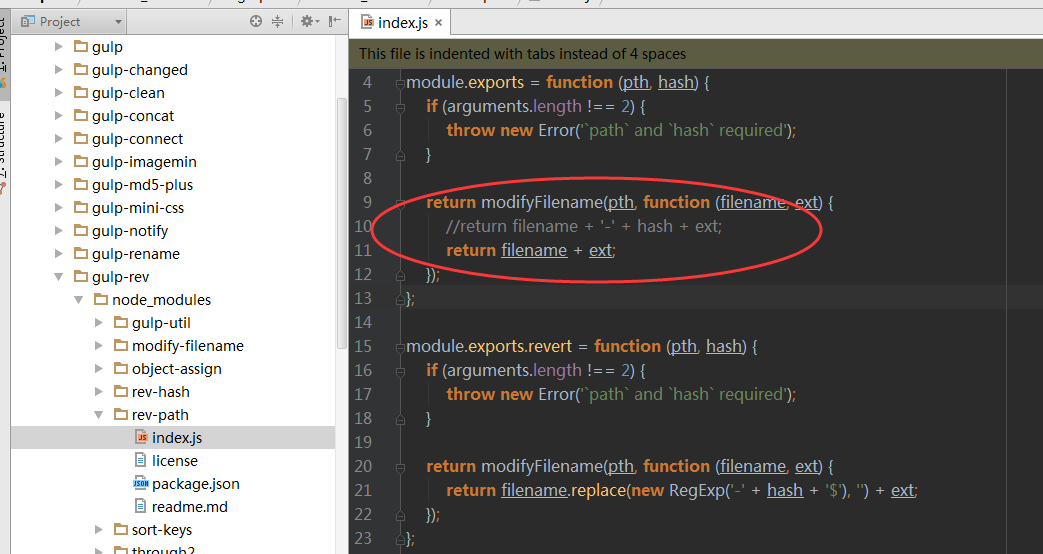 Project
index.js
1: Project
7: Structure
gulp
gulp-changed
gulp-clean
gulp-concat
gulp-connect
gulp-imagemin
gulp-md5-plus
gulp-mini-css
gulp-notify
gulp-rename
gulp-rev
node_modules
gulp-util
modify-filename
object-assign
rev-hash
rev-path
index.js
license
package.json
readme.md
sort-keys
through2
This file is indented with tabs instead of 4 spaces
4 module.exports = function (pth, hash) {
5 if (arguments.length !== 2) {
6 throw new Error('`path` and `hash` required');
7 }
8
9 return modifyFilename(pth, function (filename, ext) {
10 //return filename + '-' + hash + ext;
11 return filename + ext;
12 });
13 };
14
15 module.exports.revert = function (pth, hash) {
16 if (arguments.length !== 2) {
17 throw new Error('`path` and `hash` required');
18 }
19
20 return modifyFilename(pth, function (filename, ext) {
21 return filename.replace(new RegExp('-' + hash + '$'), '') + ext;
22 });
23 };